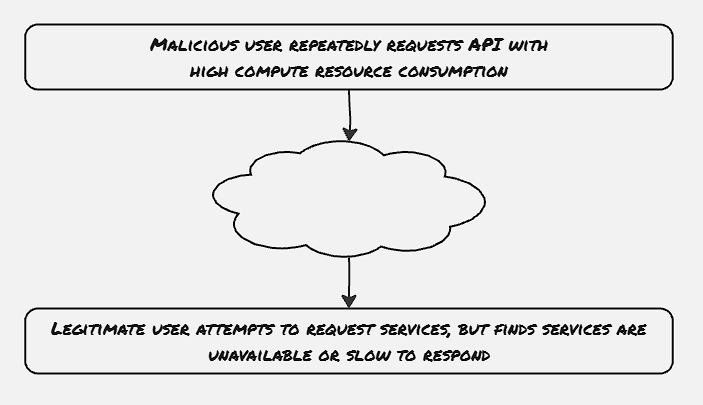 Malicious user repeatedly requests API with
high compute resource consumption
Legitimate user attempts to request services, but finds services are
unavailable or slow to respond